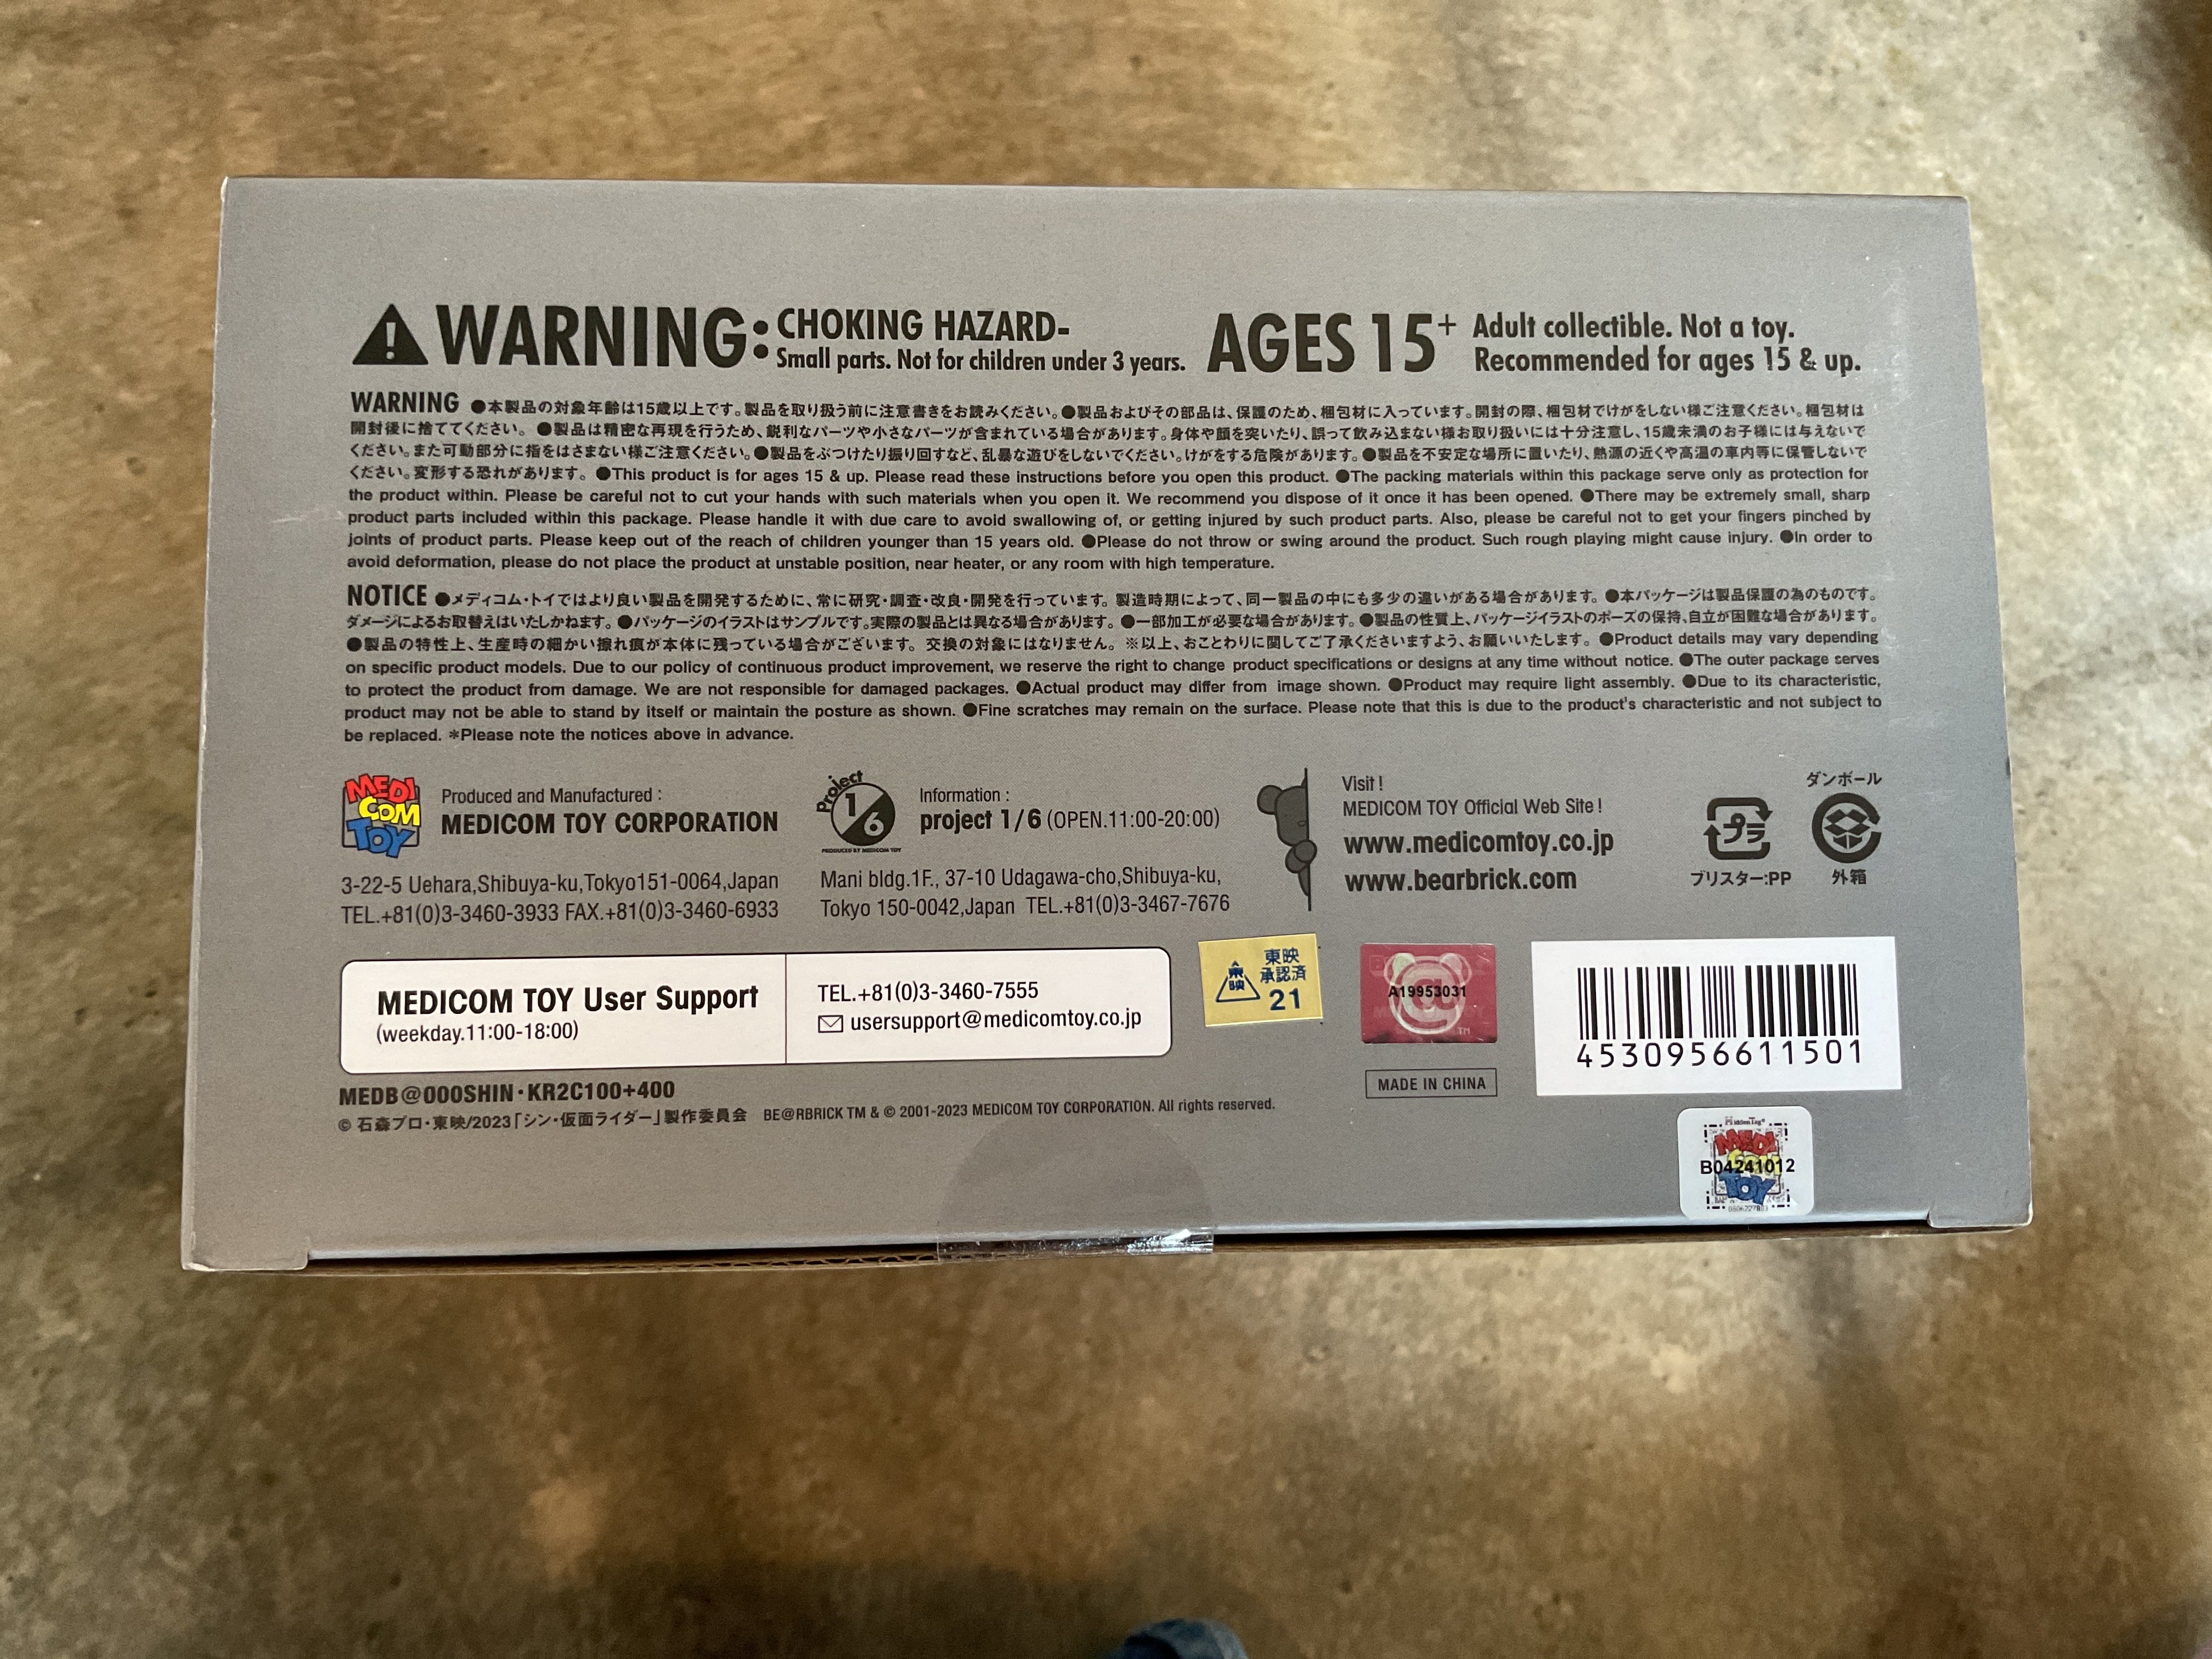 WARNING: CHOKING HAZARD-
Small parts. Not for children under 3 years.
AGES 15+ Adult collectible. Not a toy.
Recommended for ages 15 & up.
WARNING ●本製品の対象年齢は15歳以上です。製品を取り扱う前に注意書きをお読みください。●製品およびその部品は、保護のため、梱包材に入っています。開封の際、梱包材でけがをしない様ご注意ください。梱包材は
開封後に捨ててください。 ●製品は精密な再現を行うため、鋭利なパーツや小さなパーツが含まれている場合があります。身体や顔を突いたり、誤って飲み込まない様お取り扱いには十分注意し、15歳未満のお子様には与えないで
ください。また可動部分に指をはさまない様ご注意ください。●製品をぶつけたり振り回すなど、乱暴な遊びをしないでください。けがをする危険があります。●製品を不安定な場所に置いたり、熱源の近くや高温の車内等に保管しないで
ください。変形する恐れがあります。 ●This product is for ages 15 & up. Please read these instructions before you open this product. ●The packing materials within this package serve only as protection for
the product within. Please be careful not to cut your hands with such materials when you open it. We recommend you dispose of it once it has been opened. ●There may be extremely small, sharp
product parts included within this package. Please handle it with due care to avoid swallowing of, or getting injured by such product parts. Also, please be careful not to get your fingers pinched by
joints of product parts. Please keep out of the reach of children younger than 15 years old. ●Please do not throw or swing around the product. Such rough playing might cause injury. ●In order to
avoid deformation, please do not place the product at unstable position, near heater, or any room with high temperature.
NOTICE ●メディコム・トイではより良い製品を開発するために、常に研究・調査・改良・開発を行っています。 製造時期によって、同一製品の中にも多少の違いがある場合があります。 ●本パッケージは製品保護の為のものです。
ダメージによるお取替えはいたしかねます。 ●パッケージのイラストはサンプルです。実際の製品とは異なる場合があります。 ●一部加工が必要な場合があります。●製品の性質上、パッケージイラストのポーズの保持、自立が困難な場合があります。
●製品の特性上、生産時の細かい擦れ痕が本体に残っている場合がございます。 交換の対象にはなりません。 ※以上、おことわりに関してご了承くださいますよう、お願いいたします。 ●Product details may vary depending
on specific product models. Due to our policy of continuous product improvement, we reserve the right to change product specifications or designs at any time without notice. ●The outer package serves
to protect the product from damage. We are not responsible for damaged packages. ●Actual product may differ from image shown. ●Product may require light assembly. ●Due to its characteristic,
product may not be able to stand by itself or maintain the posture as shown. ●Fine scratches may remain on the surface. Please note that this is due to the product's characteristic and not subject to
be replaced. *Please note the notices above in advance.
MEDI
COM
TOY
Produced and Manufactured :
MEDICOM TOY CORPORATION
3-22-5 Uehara,Shibuya-ku,Tokyo151-0064,Japan
TEL.+81(0)3-3460-3933 FAX.+81(0)3-3460-6933
Project
1/6
PRODUCED BY MEDICOM TOY
Information :
project 1/6 (OPEN.11:00-20:00)
Mani bldg.1F., 37-10 Udagawa-cho,Shibuya-ku,
Tokyo 150-0042,Japan TEL.+81(0)3-3467-7676
Visit !
MEDICOM TOY Official Web Site !
www.medicomtoy.co.jp
www.bearbrick.com
プラ
ブリスター:PP
ダンボール
外箱
MEDICOM TOY User Support
(weekday.11:00-18:00)
TEL.+81(0)3-3460-7555
usersupport@medicomtoy.co.jp
東映
東映
承認済
21
A19953031
TM
MADE IN CHINA
4530956611501
MEDB@000SHIN・KR2C100+400
© 石森プロ・東映/2023「シン・仮面ライダー」製作委員会 BE@RBRICK TM & © 2001-2023 MEDICOM TOY CORPORATION. All rights reserved.
MEDI
COM
B04241012
TOY